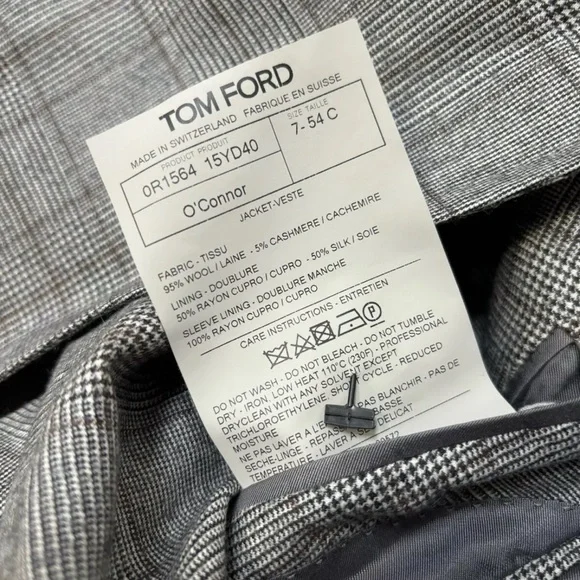 TOM FORD
MADE IN SWITZERLAND FABRIQUE EN SUISSE
PRODUCT PRODUIT
SIZE TAILLE
0R1564 15YD40
7- 54 C
O'Connor
JACKET-VESTE
FABRIC - TISSU
95% WOOL / LAINE - 5% CASHMERE / CACHEMIRE
LINING - DOUBLURE
50% RAYON CUPRO / CUPRO - 50% SILK / SOIE
SLEEVE LINING - DOUBLURE MANCHE
100% RAYON CUPRO / CUPRO
CARE INSTRUCTIONS - ENTRETIEN
DO NOT WASH - DO NOT BLEACH - DO NOT TUMBLE
DRY - IRON, LOW HEAT 110°C (230F) - PROFESSIONAL
DRYCLEAN WITH ANY SOLVENT EXCEPT
TRICHLOROETHYLENE SHORT CYCLE - REDUCED
MOISTURE
NE PAS LAVER A L'E PAS BLANCHIR - PAS DE
SECHE-LINGE - REPAS BASSE
TEMPERATURE - LAVER A SE DELICAT